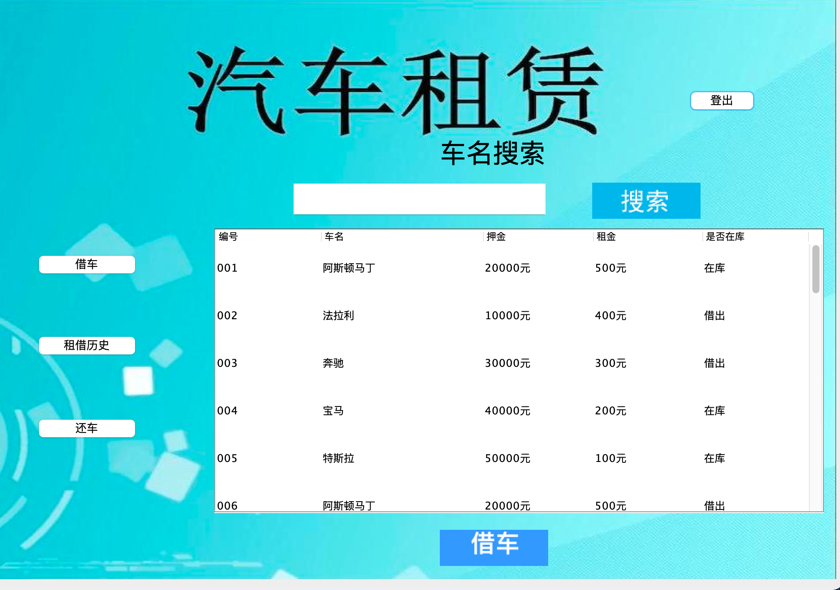 汽车租赁
登出
车名搜索
搜索
编号 车名 押金 租金 是否在库
借车
001 阿斯顿马丁 20000元 500元 在库
002 法拉利 10000元 400元 借出
租借历史
003 奔驰 30000元 300元 借出
004 宝马 40000元 200元 在库
还车
005 特斯拉 50000元 100元 在库
006 阿斯顿马丁 20000元 500元 借出
借车